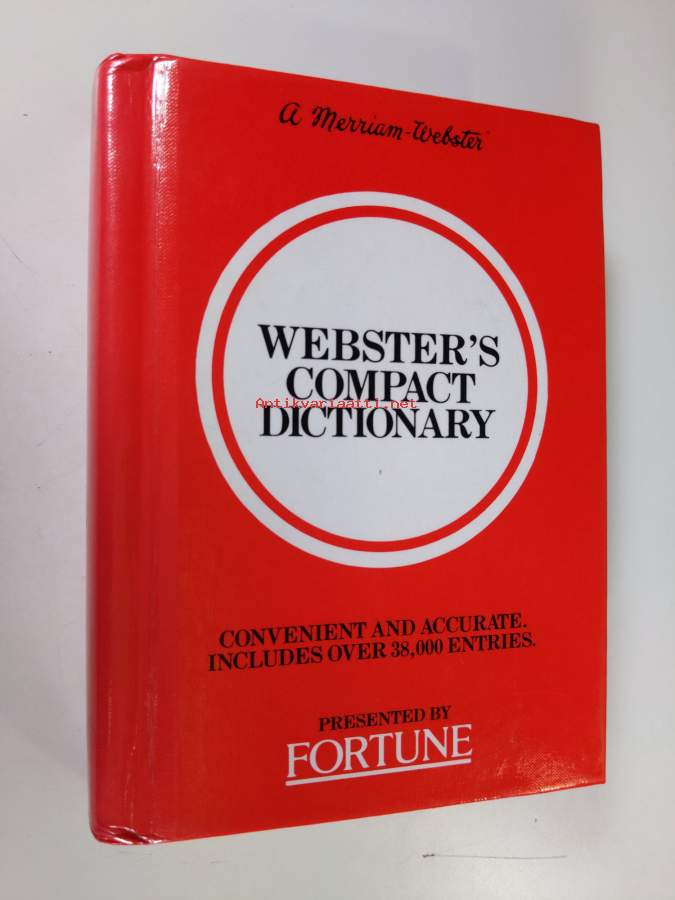 A Merriam-Webster®
WEBSTER'S
COMPACT
Antikvariaatti.net
DICTIONARY
CONVENIENT AND ACCURATE.
INCLUDES OVER 38,000 ENTRIES.
PRESENTED BY
FORTUNE